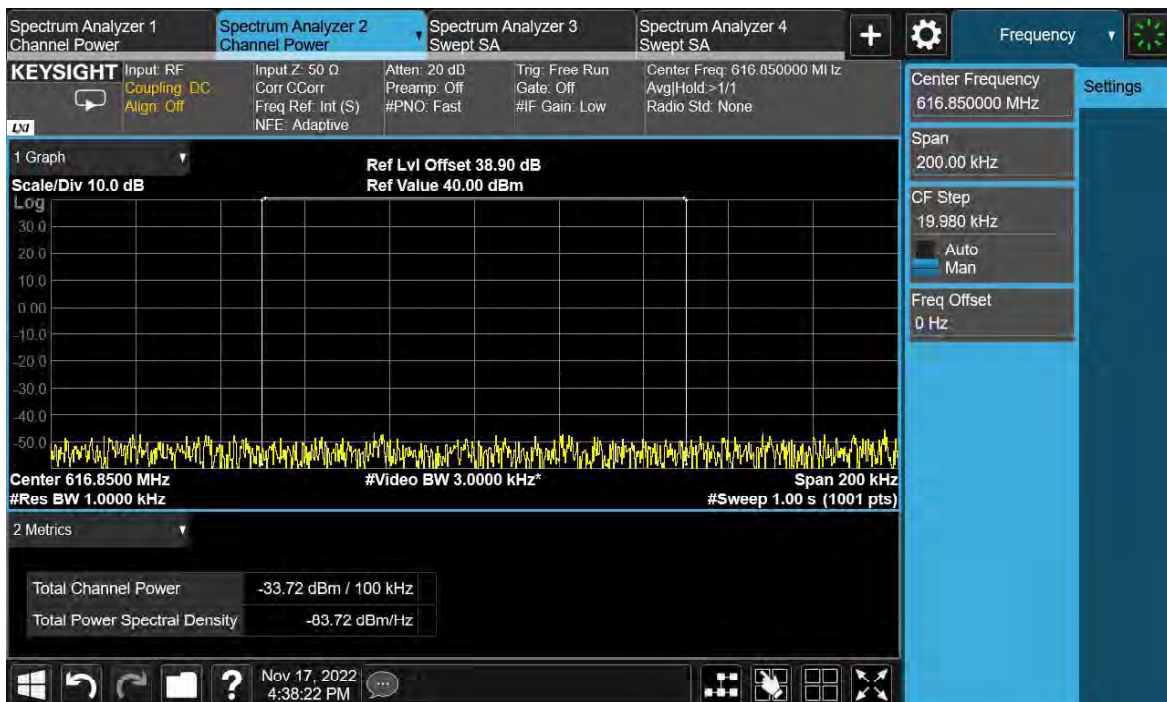 Spectrum Analyzer 1
Channel Power
Spectrum Analyzer 2
Channel Power
Spectrum Analyzer 3
Swept SA
Spectrum Analyzer 4
Swept SA
Frequency
KEYSIGHT
LXI
Input: RF
Coupling: DC
Align: Off
Input Z: 50 Ω
Corr CCorr
Freq Ref: Int (S)
NFE: Adaptive
Atten: 20 dB
Preamp: Off
#PNO: Fast
Trig: Free Run
Gate: Off
#IF Gain: Low
Center Freq: 616.850000 MHz
Avg|Hold:>1/1
Radio Std: None
Center Frequency
616.850000 MHz
Settings
Span
200.00 kHz
CF Step
19.980 kHz
Auto
Man
Freq Offset
0 Hz
1 Graph
Scale/Div 10.0 dB
Ref Lvl Offset 38.90 dB
Ref Value 40.00 dBm
Log
30.0
20.0
10.0
0.00
-10.0
-20.0
-30.0
-40.0
-50.0
Center 616.8500 MHz
#Video BW 3.0000 kHz*
Span 200 kHz
#Res BW 1.0000 kHz
#Sweep 1.00 s (1001 pts)
2 Metrics
Total Channel Power -33.72 dBm / 100 kHz
Total Power Spectral Density -83.72 dBm/Hz
?
Nov 17, 2022
4:38:22 PM